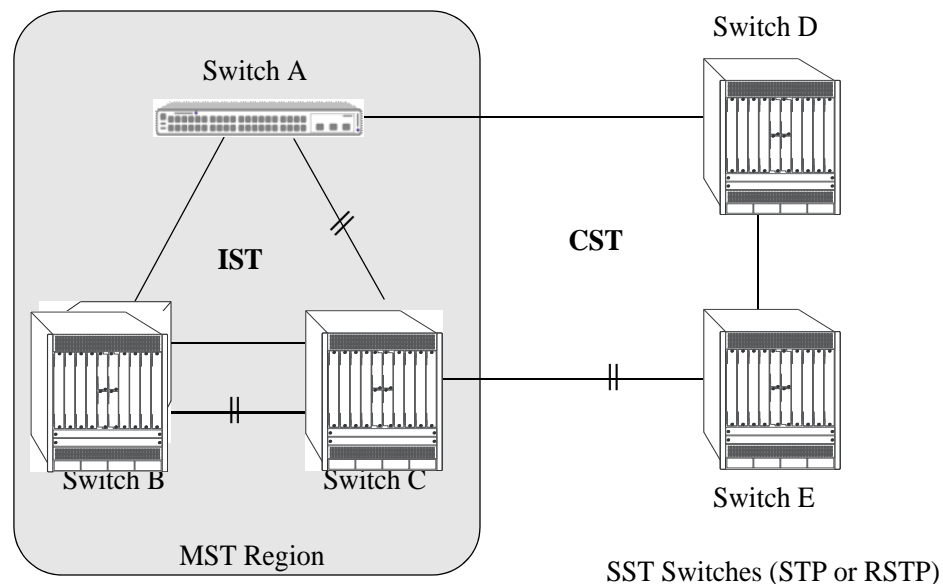 Switch D
Switch A
CST
IST
Switch B
Switch C
Switch E
MST Region
SST Switches (STP or RSTP)